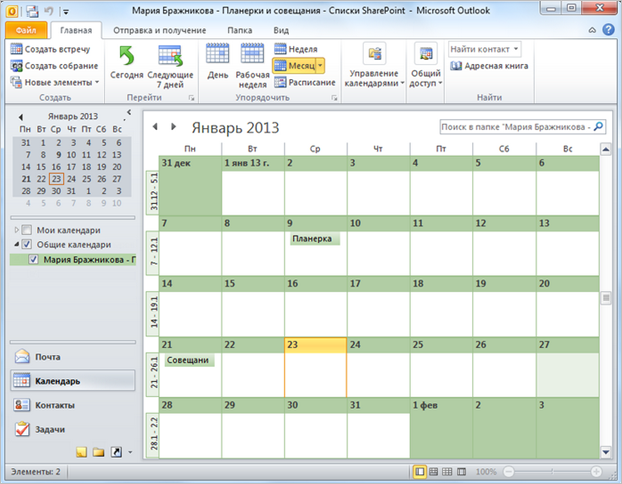 Мария Бражникова - Планерки и совещания - Списки SharePoint - Microsoft Outlook
Файл Главная Отправка и получение Папка Вид
Создать встречу
Создать собрание
Новые элементы
Создать
Сегодня
Следующие 7 дней
Перейти
День
Рабочая неделя
Неделя
Месяц
Расписание
Упорядочить
Управление календарями
Общий доступ
Найти контакт
Адресная книга
Найти
Январь 2013
Пн Вт Ср Чт Пт Сб Вс
31 1 2 3 4 5 6
7 8 9 10 11 12 13
14 15 16 17 18 19 20
21 22 23 24 25 26 27
28 29 30 31 1 2 3
4 5 6 7 8 9 10
Мои календари
Общие календари
Мария Бражникова - П
Почта
Календарь
Контакты
Задачи
Январь 2013
Поиск в папке "Мария Бражникова -
Пн Вт Ср Чт Пт Сб Вс
31.12 - 5.1
31 дек 1 янв 13 г. 2 3 4 5 6
7 - 12.1
7 8 9 10 11 12 13
Планерка
14 - 19.1
14 15 16 17 18 19 20
21 - 26.1
21 22 23 24 25 26 27
Совещани
28.1 - 2.2
28 29 30 31 1 фев 2 3
Элементы: 2
100%